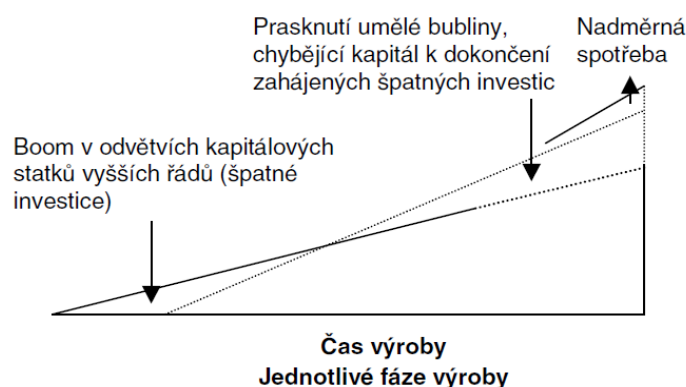 Prasknutí umělé bubliny,
chybějící kapitál k dokončení
zahájených špatných investic
Nadměrná
spotřeba
Boom v odvětvích kapitálových
statků vyšších řádů (špatné
investice)
Čas výroby
Jednotlivé fáze výroby